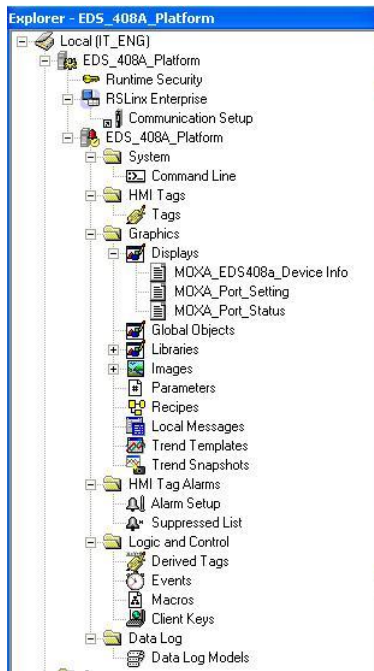 Explorer - EDS_408A_Platform
Local (IT_ENG)
EDS_408A_Platform
Runtime Security
RSLinx Enterprise
Communication Setup
EDS_408A_Platform
System
Command Line
HMI Tags
Tags
Graphics
Displays
MOXA_EDS408a_Device Info
MOXA_Port_Setting
MOXA_Port_Status
Global Objects
Libraries
Images
Parameters
Recipes
Local Messages
Trend Templates
Trend Snapshots
HMI Tag Alarms
Alarm Setup
Suppressed List
Logic and Control
Derived Tags
Events
Macros
Client Keys
Data Log
Data Log Models